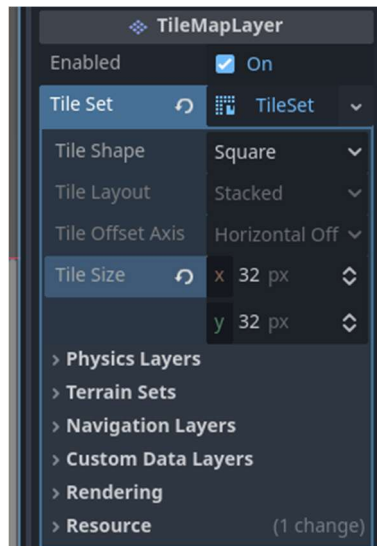 TileMapLayer
Enabled On
Tile Set TileSet
Tile Shape Square
Tile Layout Stacked
Tile Offset Axis Horizontal Off
Tile Size x 32 px
y 32 px
> Physics Layers
> Terrain Sets
> Navigation Layers
> Custom Data Layers
> Rendering
> Resource (1 change)